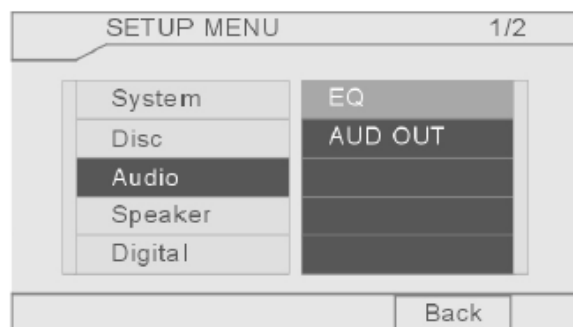 SETUP MENU 1/2
System EQ
Disc AUD OUT
Audio
Speaker
Digital
Back